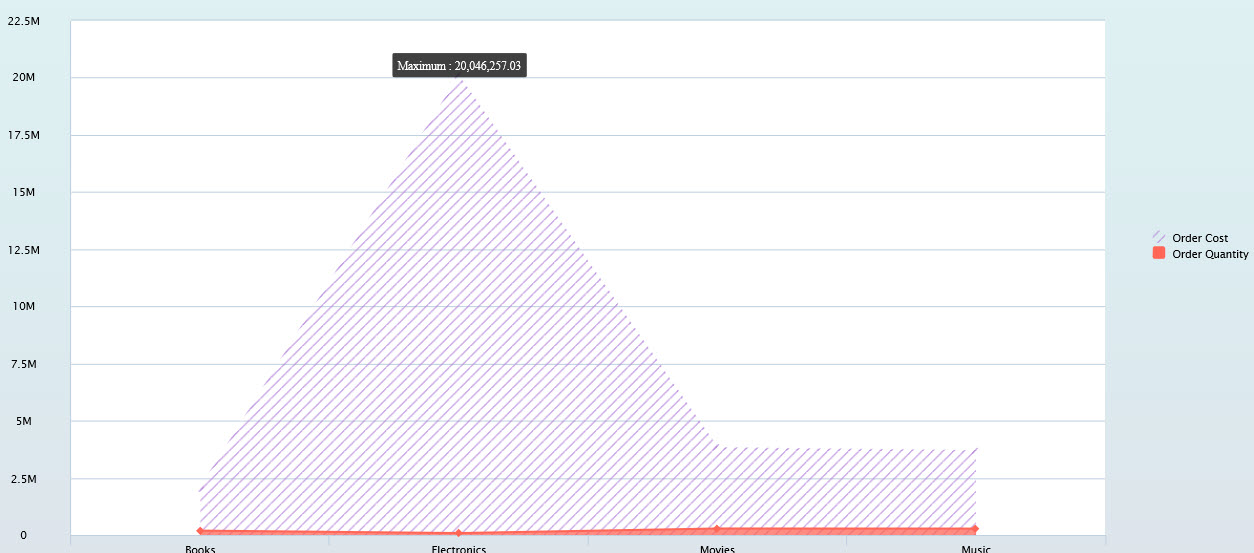 22.5M
Maximum : 20,046,257.03
20M
17.5M
15M
12.5M
10M
7.5M
5M
2.5M
0
Order Cost
Order Quantity
Books
Electronics
Movies
Music